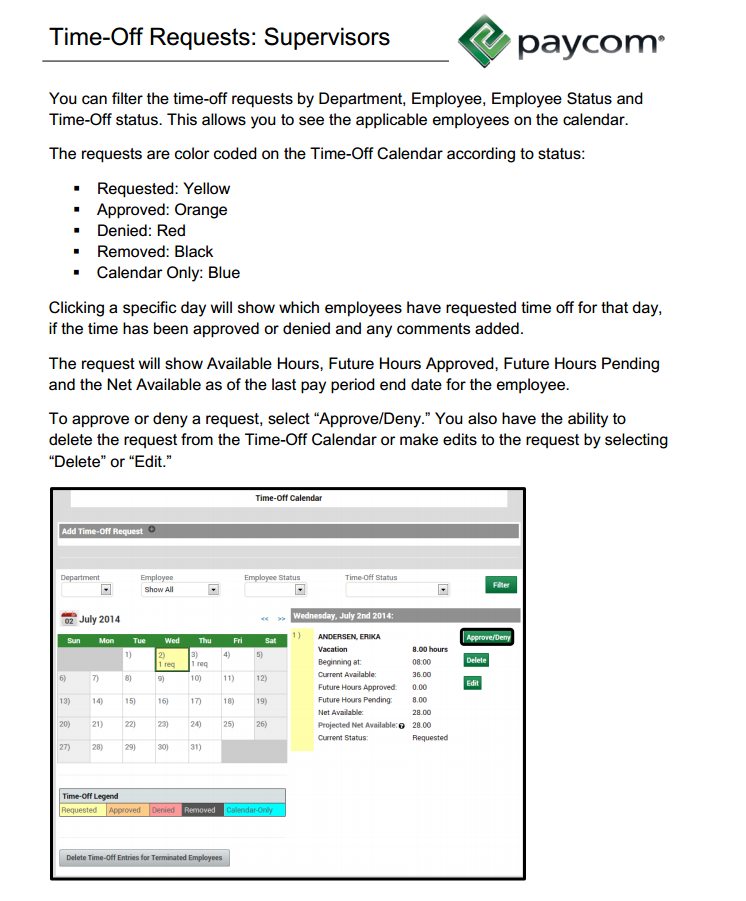 Time-Off Requests: Supervisors
paycom
You can filter the time-off requests by Department, Employee, Employee Status and
Time-Off status. This allows you to see the applicable employees on the calendar.
The requests are color coded on the Time-Off Calendar according to status:
▪ Requested: Yellow
▪ Approved: Orange
▪ Denied: Red
▪ Removed: Black
▪ Calendar Only: Blue
Clicking a specific day will show which employees have requested time off for that day,
if the time has been approved or denied and any comments added.
The request will show Available Hours, Future Hours Approved, Future Hours Pending
and the Net Available as of the last pay period end date for the employee.
To approve or deny a request, select “Approve/Deny.” You also have the ability to
delete the request from the Time-Off Calendar or make edits to the request by selecting
“Delete” or “Edit.”
Time-Off Calendar
Add Time-Off Request
Department Employee Employee Status Time-Off Status
Show All Filter
02 July 2014 << >>
Sun Mon Tue Wed Thu Fri Sat
1) 2) 3) 4) 5)
1 req 1 req
6) 7) 8) 9) 10) 11) 12)
13) 14) 15) 16) 17) 18) 19)
20) 21) 22) 23) 24) 25) 26)
27) 28) 29) 30) 31)
Wednesday, July 2nd 2014:
1) ANDERSEN, ERIKA Approve/Deny
Vacation 8.00 hours
Beginning at: 08:00 Delete
Current Available: 36.00
Future Hours Approved: 0.00 Edit
Future Hours Pending: 8.00
Net Available: 28.00
Projected Net Available: 28.00
Current Status: Requested
Time-Off Legend
Requested Approved Denied Removed Calendar-Only
Delete Time-Off Entries for Terminated Employees